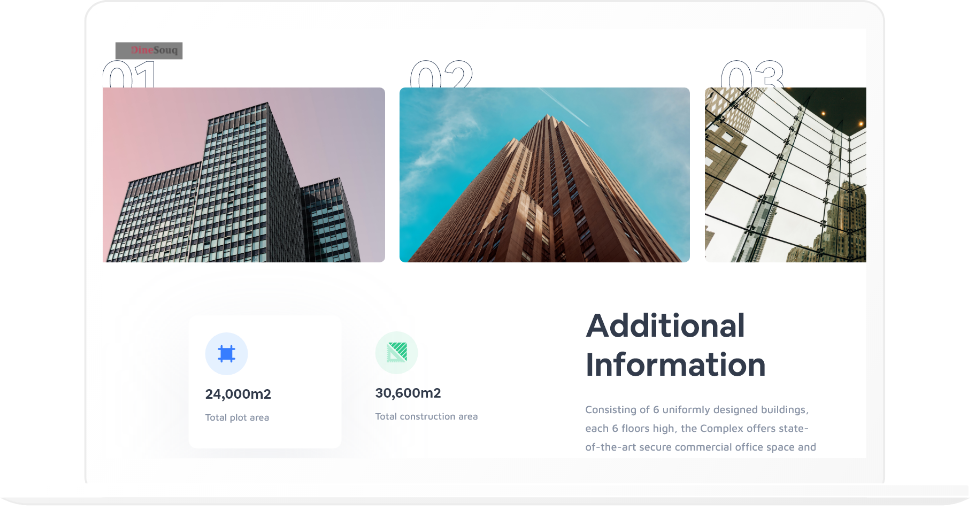 DineSouq
01
02
03
Additional
Information
24,000m2
30,600m2
Total plot area
Total construction area
Consisting of 6 uniformly designed buildings,
each 6 floors high, the Complex offers state-
of-the-art secure commercial office space and